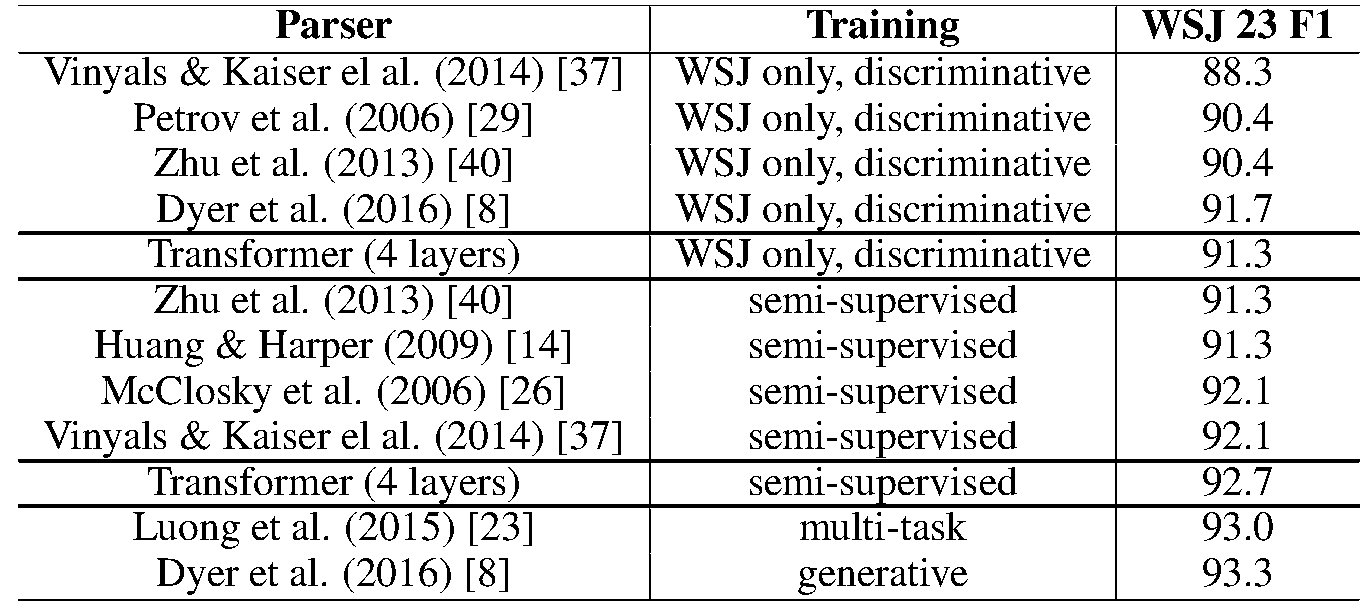 Parser Training WSJ 23 F1
Vinyals & Kaiser el al. (2014) [37] WSJ only, discriminative 88.3
Petrov et al. (2006) [29] WSJ only, discriminative 90.4
Zhu et al. (2013) [40] WSJ only, discriminative 90.4
Dyer et al. (2016) [8] WSJ only, discriminative 91.7
Transformer (4 layers) WSJ only, discriminative 91.3
Zhu et al. (2013) [40] semi-supervised 91.3
Huang & Harper (2009) [14] semi-supervised 91.3
McClosky et al. (2006) [26] semi-supervised 92.1
Vinyals & Kaiser el al. (2014) [37] semi-supervised 92.1
Transformer (4 layers) semi-supervised 92.7
Luong et al. (2015) [23] multi-task 93.0
Dyer et al. (2016) [8] generative 93.3